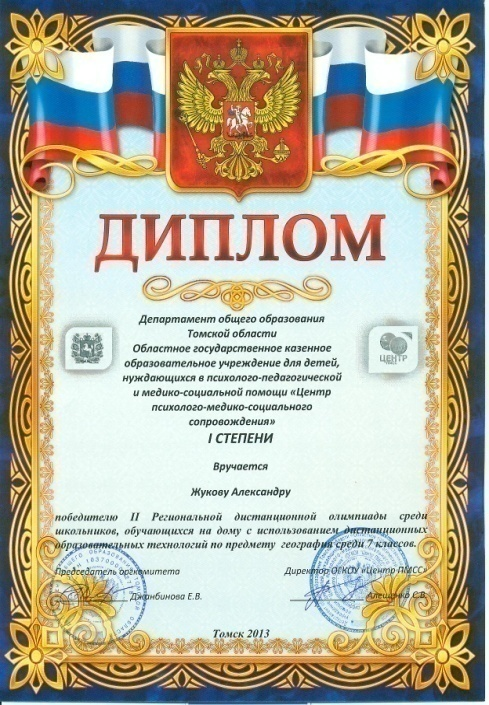 ДИПЛОМ
Департамент общего образования
Томской области
Областное государственное казенное
образовательное учреждение для детей,
нуждающихся в психолого-педагогической
и медико-социальной помощи «Центр
психолого-медико-социального
сопровождения»
I СТЕПЕНИ
Вручается
Жукову Александру
ЦЕНТР
победителю II Региональной дистанционной олимпиады среди
школьников, обучающихся на дому с использованием дистанционных
образовательных технологий по предмету география среди 7 классов.
Председатель оргкомитета Директор ОГКОУ «Центр ПМСС»
Джанбинова Е.В. Алещенко С.В.
Томск 2013